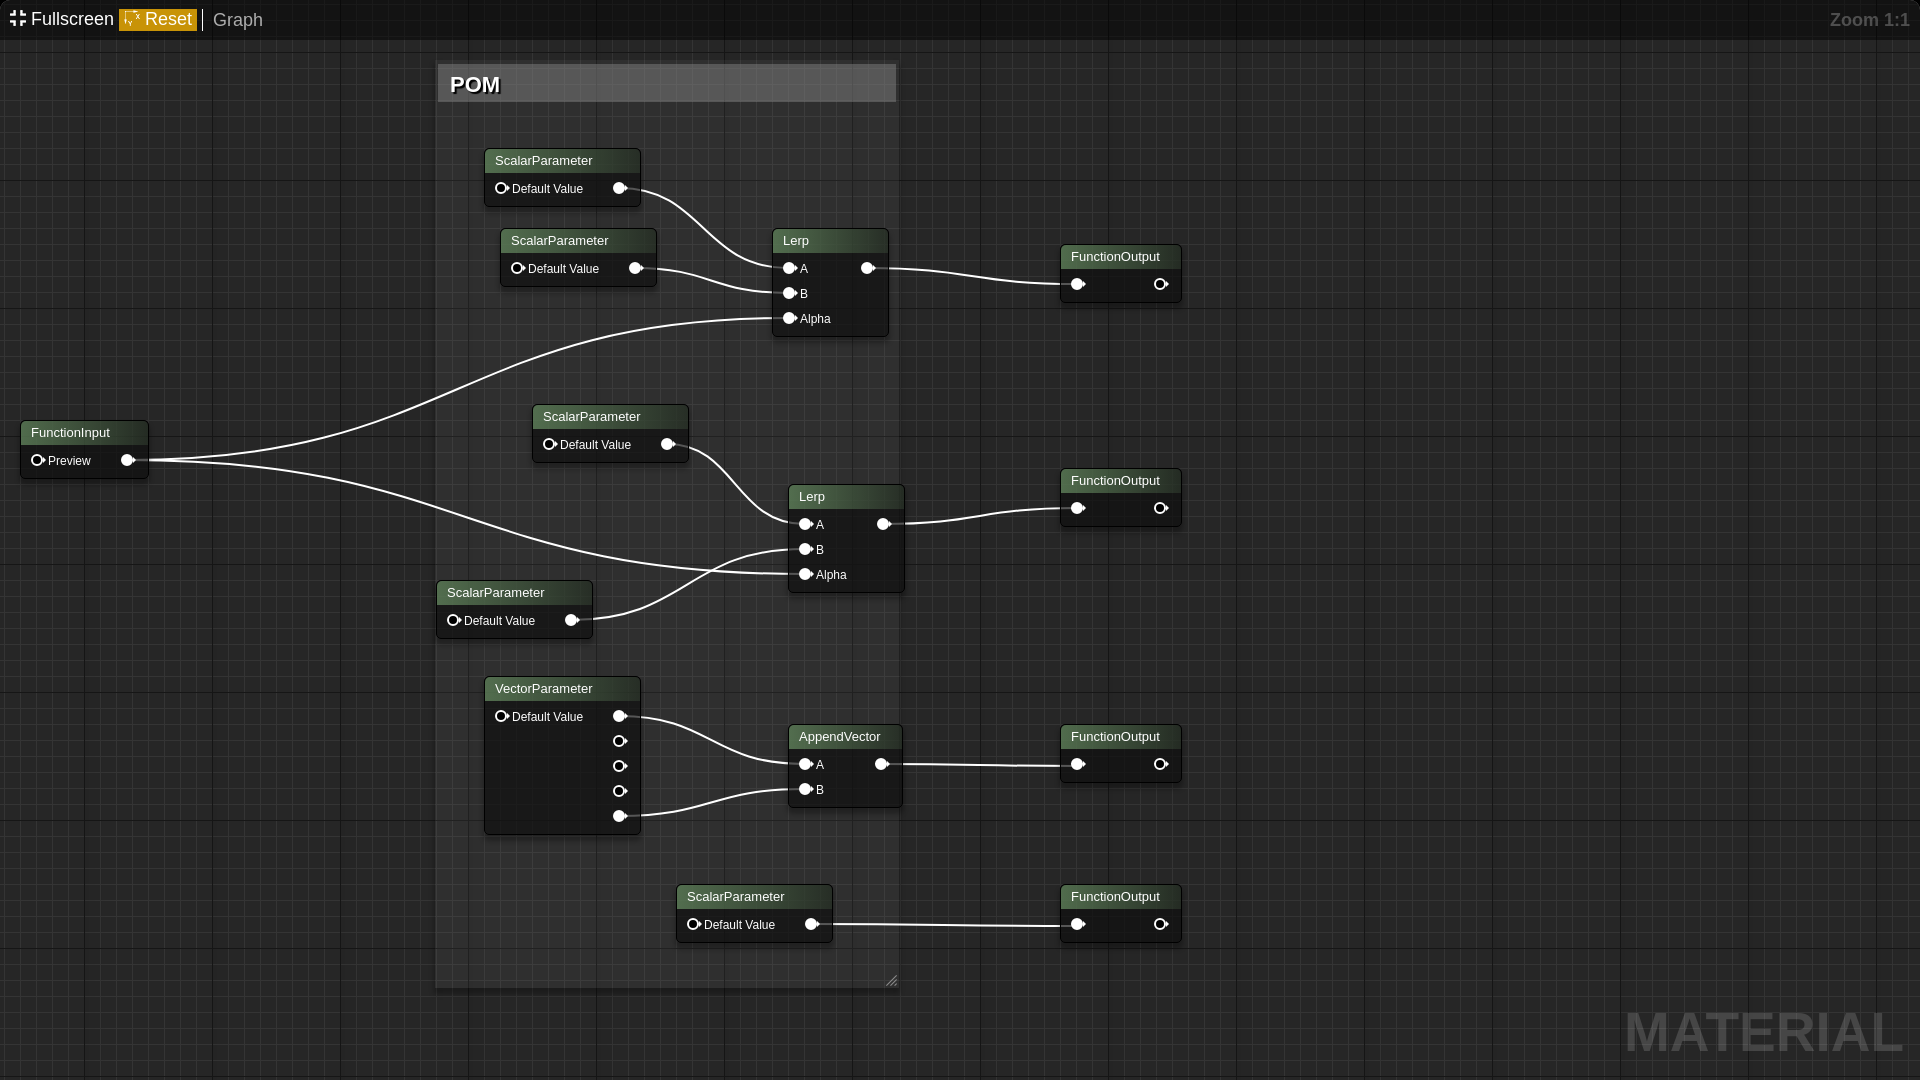 Fullscreen Reset Graph Zoom 1:1
POM
ScalarParameter
Default Value
ScalarParameter
Default Value
Lerp
A
B
Alpha
FunctionOutput
FunctionInput
Preview
ScalarParameter
Default Value
Lerp
A
B
Alpha
FunctionOutput
ScalarParameter
Default Value
VectorParameter
Default Value
AppendVector
A
B
FunctionOutput
ScalarParameter
Default Value
FunctionOutput
MATERIAL